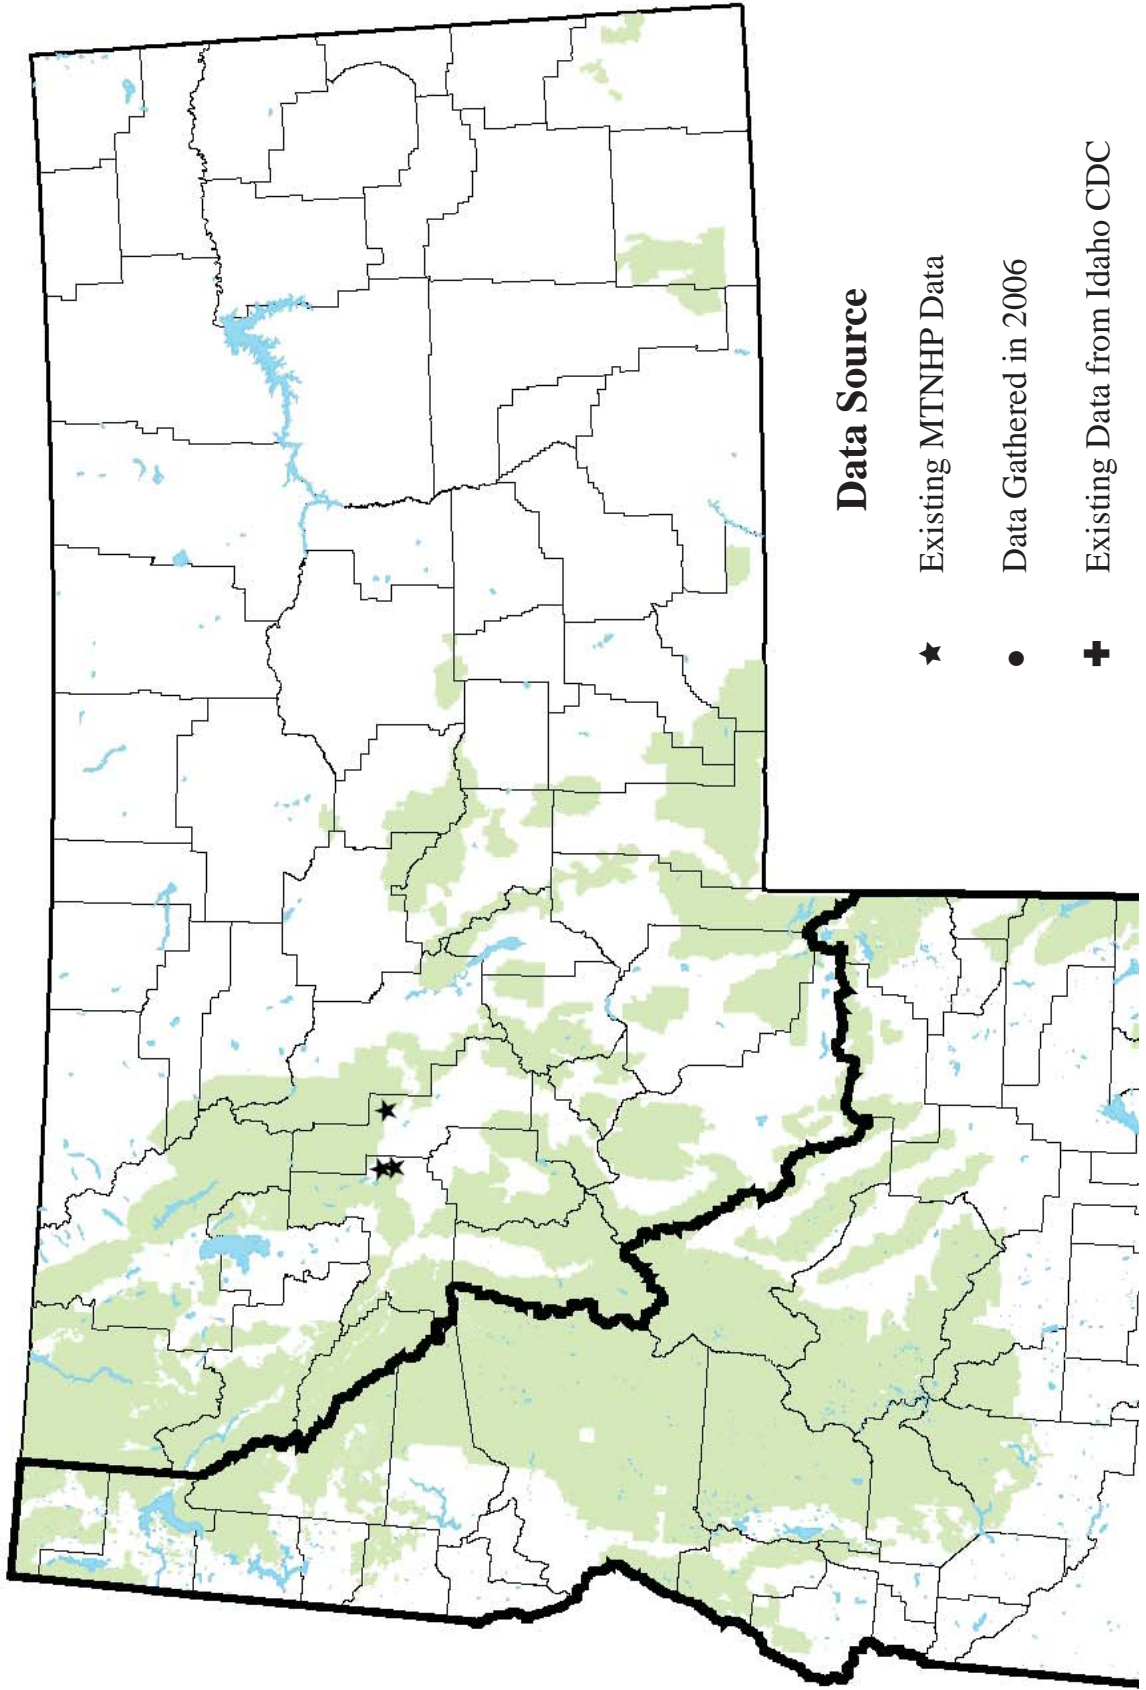 Data Source
Existing MTNHP Data
Data Gathered in 2006
Existing Data from Idaho CDC